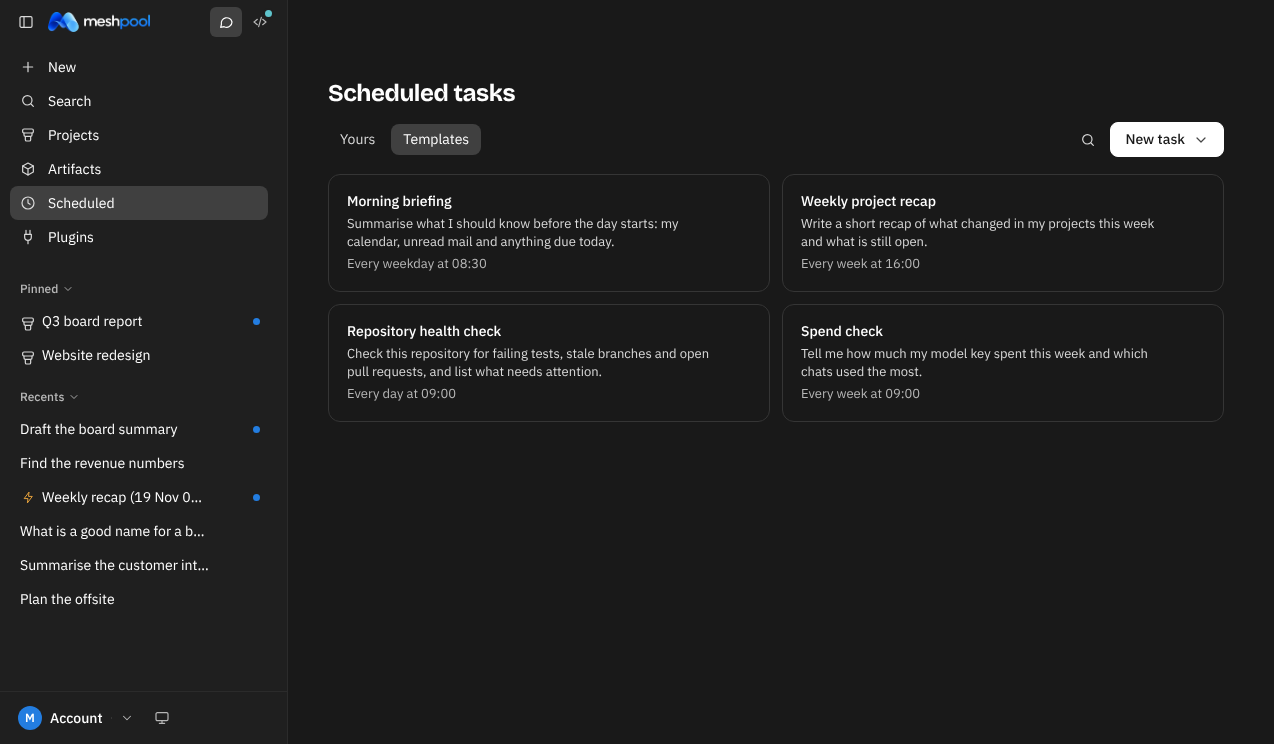 meshpool
New
Search
Projects
Artifacts
Scheduled
Plugins
Pinned
Q3 board report
Website redesign
Recents
Draft the board summary
Find the revenue numbers
Weekly recap (19 Nov 0...
What is a good name for a b...
Summarise the customer int...
Plan the offsite
M Account
Scheduled tasks
Yours Templates
New task
Morning briefing
Summarise what I should know before the day starts: my
calendar, unread mail and anything due today.
Every weekday at 08:30
Weekly project recap
Write a short recap of what changed in my projects this week
and what is still open.
Every week at 16:00
Repository health check
Check this repository for failing tests, stale branches and open
pull requests, and list what needs attention.
Every day at 09:00
Spend check
Tell me how much my model key spent this week and which
chats used the most.
Every week at 09:00